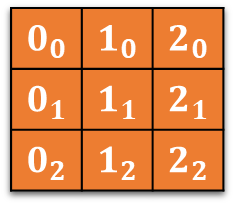 0₀ 1₀ 2₀
0₁ 1₁ 2₁
0₂ 1₂ 2₂